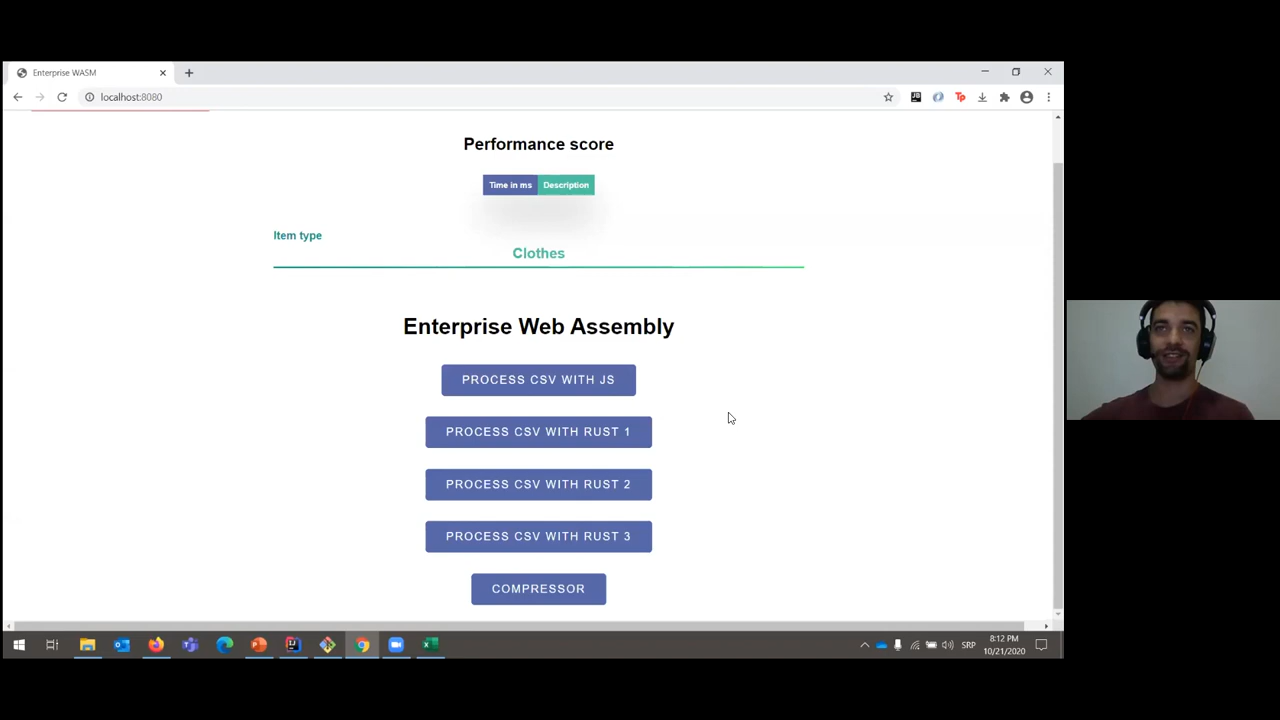 Enterprise WASM
localhost:8080
Performance score
Time in ms Description
Item type
Clothes
Enterprise Web Assembly
PROCESS CSV WITH JS
PROCESS CSV WITH RUST 1
PROCESS CSV WITH RUST 2
PROCESS CSV WITH RUST 3
COMPRESSOR
SRP
8:12 PM
10/21/2020